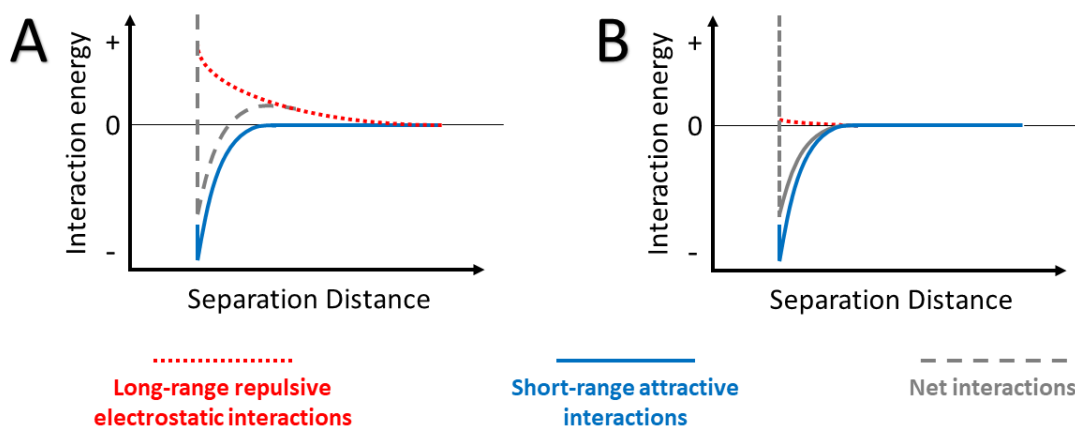 A
Interaction energy
+
0
-
Separation Distance
B
Interaction energy
+
0
-
Separation Distance
Long-range repulsive
electrostatic interactions
Short-range attractive
interactions
Net interactions